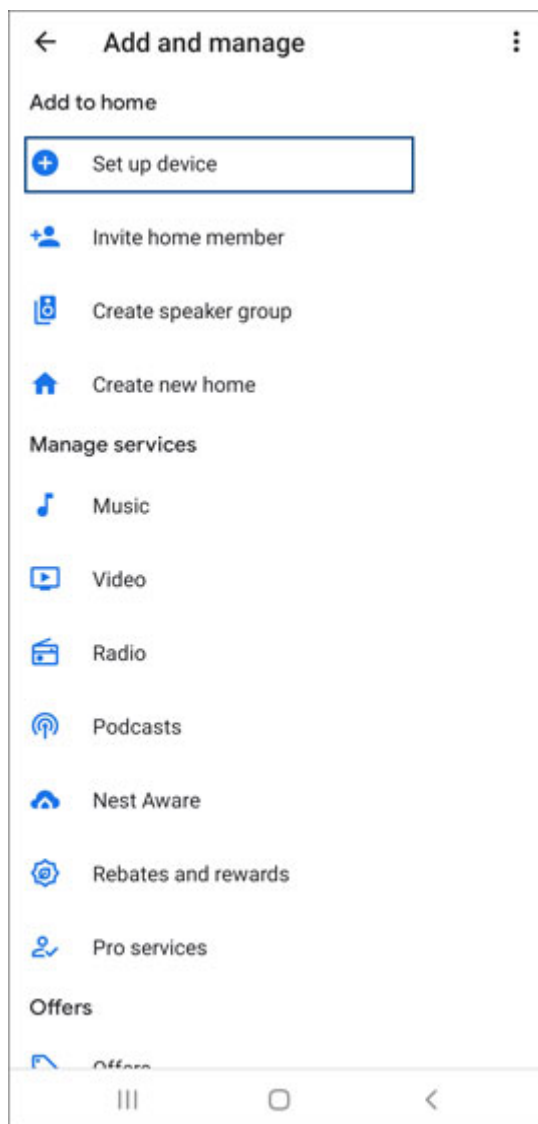 Add and manage
Add to home
Set up device
Invite home member
Create speaker group
Create new home
Manage services
Music
Video
Radio
Podcasts
Nest Aware
Rebates and rewards
Pro services
Offers
Offers